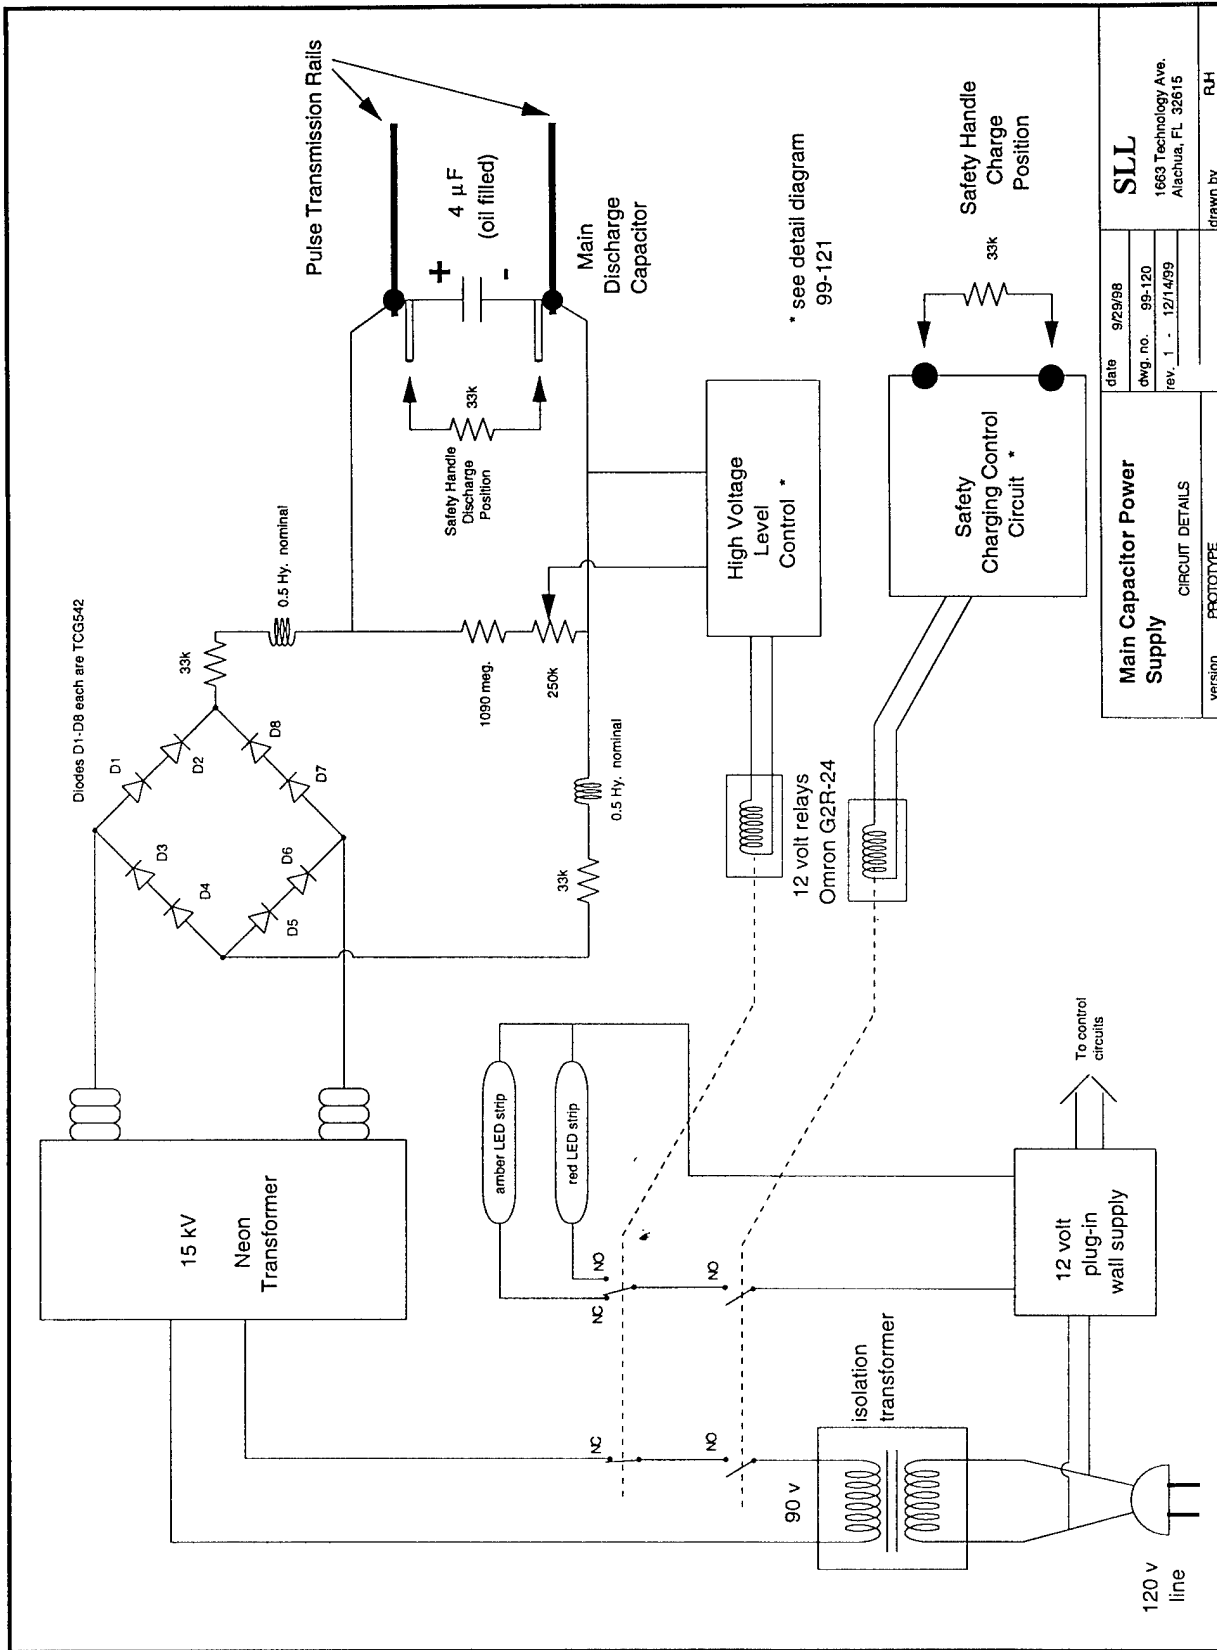 Diodes D1-D8 each are TCG542
D1
D2
D3
D4
D5
D6
D7
D8
33k
0.5 Hy. nominal
Pulse Transmission Rails
+
4 µF
(oil filled)
-
Main
Discharge
Capacitor
33k
Safety Handle
Discharge
Position
1090 meg.
250k
33k
0.5 Hy. nominal
15 kV
Neon
Transformer
amber LED strip
red LED strip
NC
NO
NO
NC
NO
High Voltage
Level
Control *
* see detail diagram
99-121
12 volt relays
Omron G2R-24
Safety
Charging Control
Circuit *
33k
Safety Handle
Charge
Position
90 v
isolation
transformer
12 volt
plug-in
wall supply
To control
circuits
120 v
line
Main Capacitor Power
Supply
CIRCUIT DETAILS
version PROTOTYPE
date 9/29/98
dwg. no. 99-120
rev. 1 - 12/14/99
SLL
1663 Technology Ave.
Alachua, FL 32615
drawn by RJH